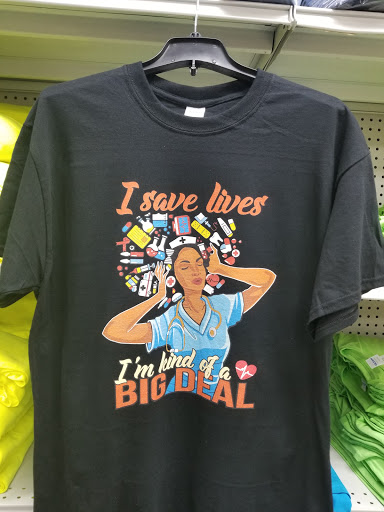 I save lives
I'm kind of a
BIG DEAL